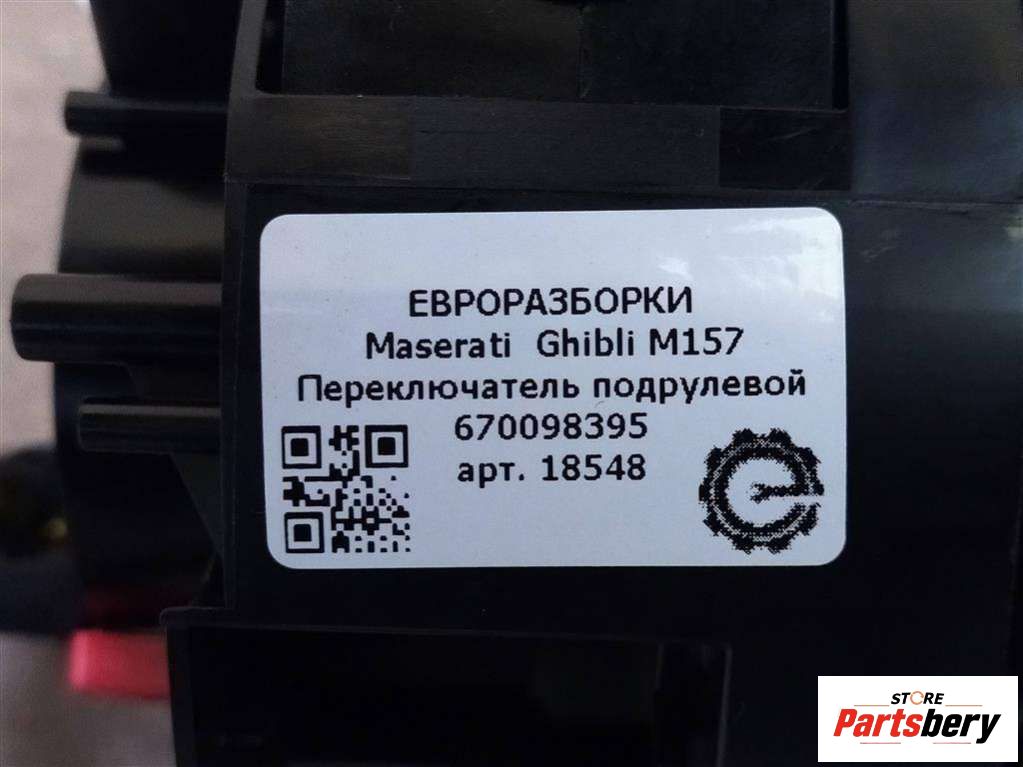 ЕВРОРАЗБОРКИ
Maserati Ghibli M157
Переключатель подрулевой
670098395
арт. 18548
STORE
Partsbery